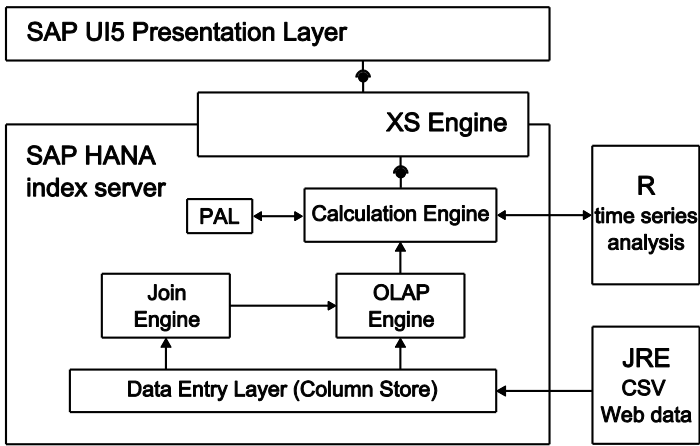 SAP UI5 Presentation Layer
XS Engine
SAP HANA
index server
PAL
Calculation Engine
R
time series
analysis
Join
Engine
OLAP
Engine
Data Entry Layer (Column Store)
JRE
CSV
Web data